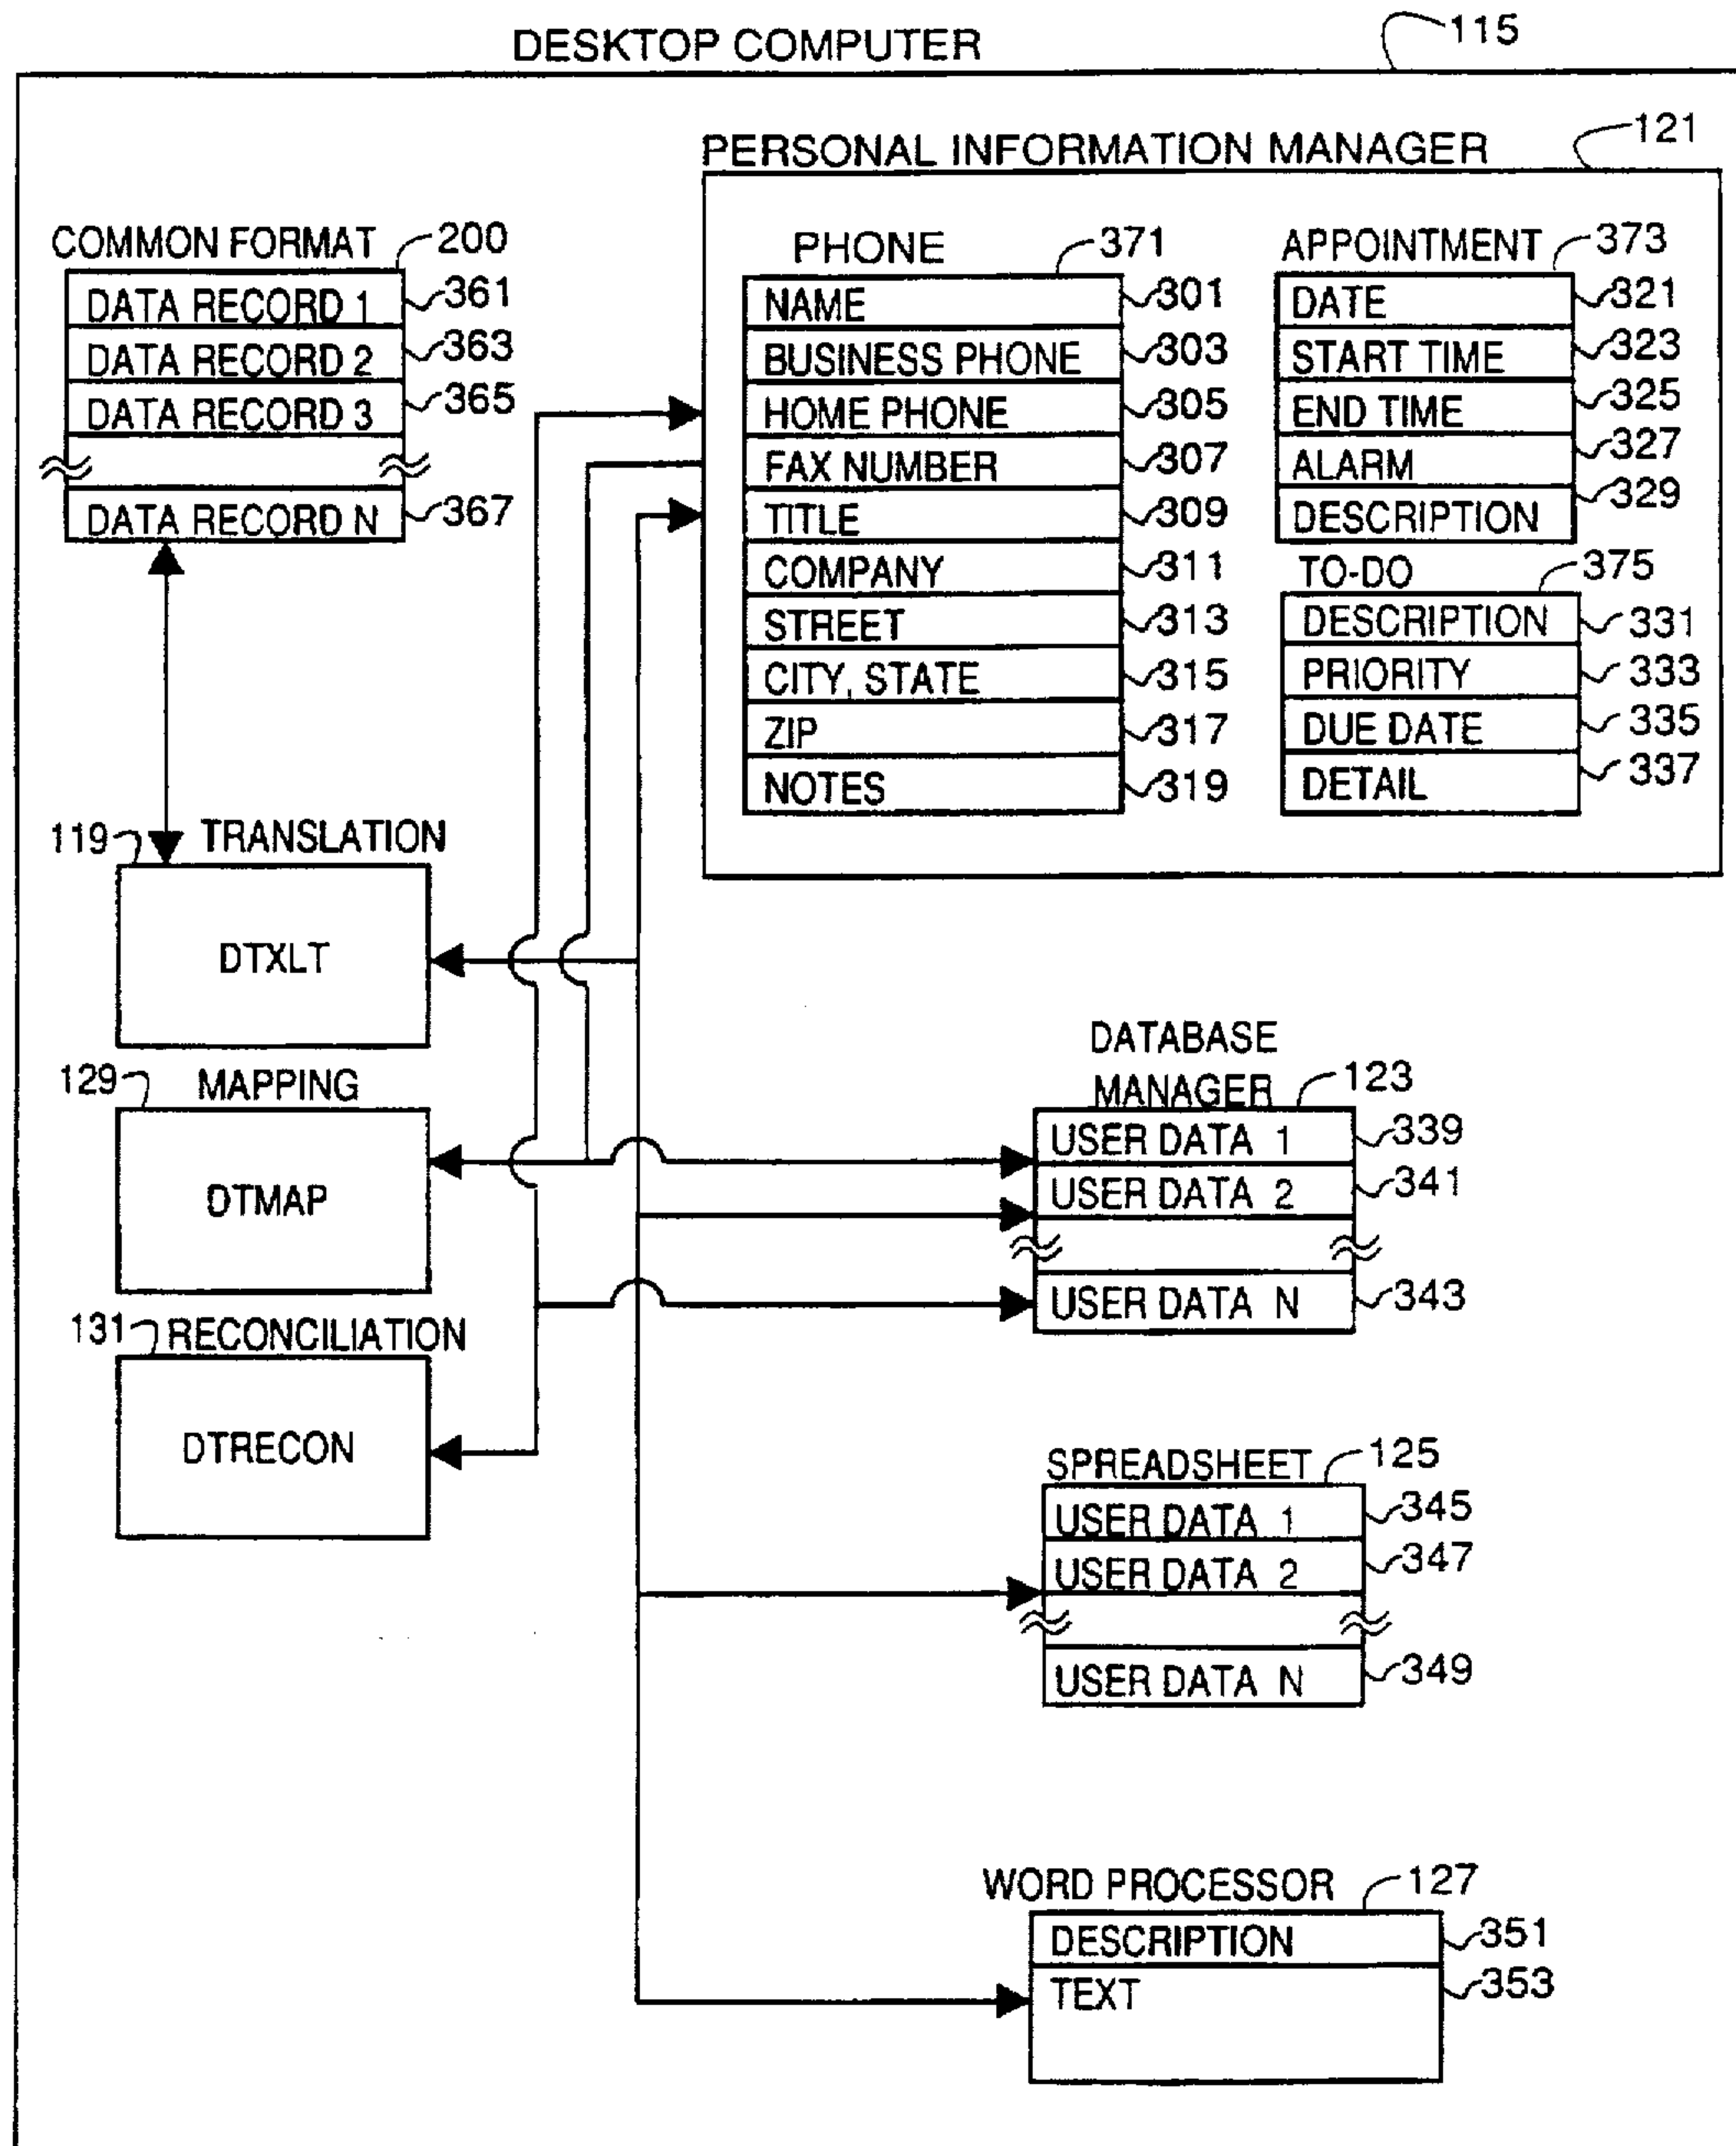 DESKTOP COMPUTER 115
PERSONAL INFORMATION MANAGER 121
COMMON FORMAT 200
DATA RECORD 1 361
DATA RECORD 2 363
DATA RECORD 3 365
DATA RECORD N 367
PHONE 371
NAME 301
BUSINESS PHONE 303
HOME PHONE 305
FAX NUMBER 307
TITLE 309
COMPANY 311
STREET 313
CITY, STATE 315
ZIP 317
NOTES 319
APPOINTMENT 373
DATE 321
START TIME 323
END TIME 325
ALARM 327
DESCRIPTION 329
TO-DO 375
DESCRIPTION 331
PRIORITY 333
DUE DATE 335
DETAIL 337
119 TRANSLATION
DTXLT
129 MAPPING
DTMAP
131 RECONCILIATION
DTRECON
DATABASE
MANAGER 123
USER DATA 1 339
USER DATA 2 341
USER DATA N 343
SPREADSHEET 125
USER DATA 1 345
USER DATA 2 347
USER DATA N 349
WORD PROCESSOR 127
DESCRIPTION 351
TEXT 353